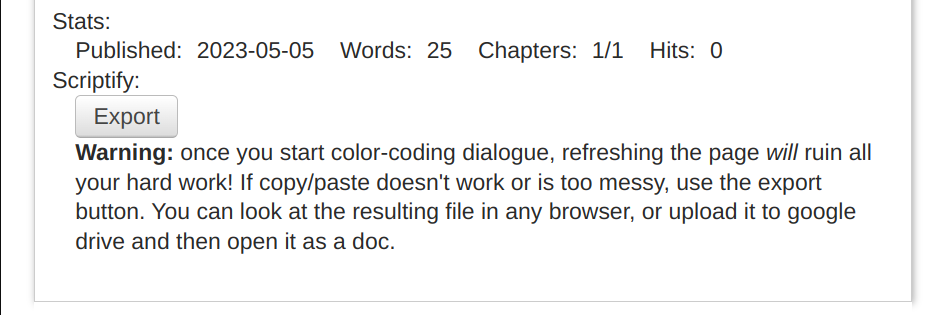 Stats:
Published: 2023-05-05 Words: 25 Chapters: 1/1 Hits: 0
Scriptify:
Export
Warning: once you start color-coding dialogue, refreshing the page will ruin all
your hard work! If copy/paste doesn't work or is too messy, use the export
button. You can look at the resulting file in any browser, or upload it to google
drive and then open it as a doc.